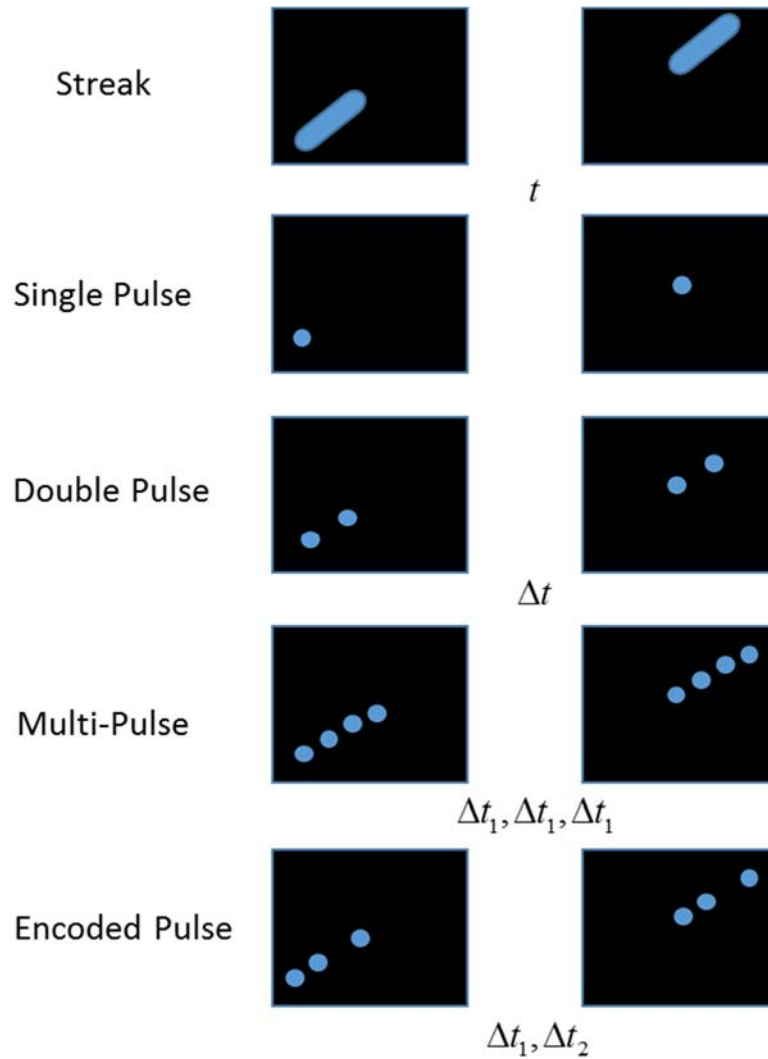 Streak
t
Single Pulse
Double Pulse
Δt
Multi-Pulse
Δt₁, Δt₁, Δt₁
Encoded Pulse
Δt₁, Δt₂